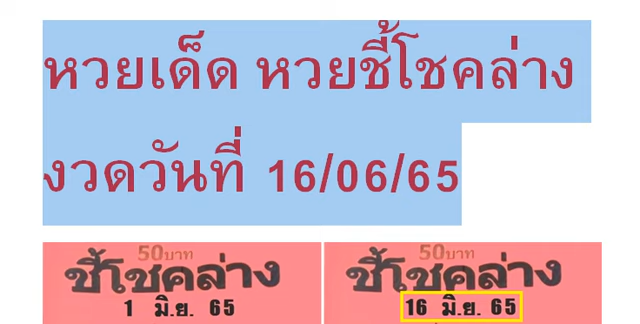 หวยเด็ด หวยชี้โชคล่าง
งวดวันที่ 16/06/65
50บาท
ชี้โชคล่าง
1 มิ.ย. 65
50บาท
ชี้โชคล่าง
16 มิ.ย. 65